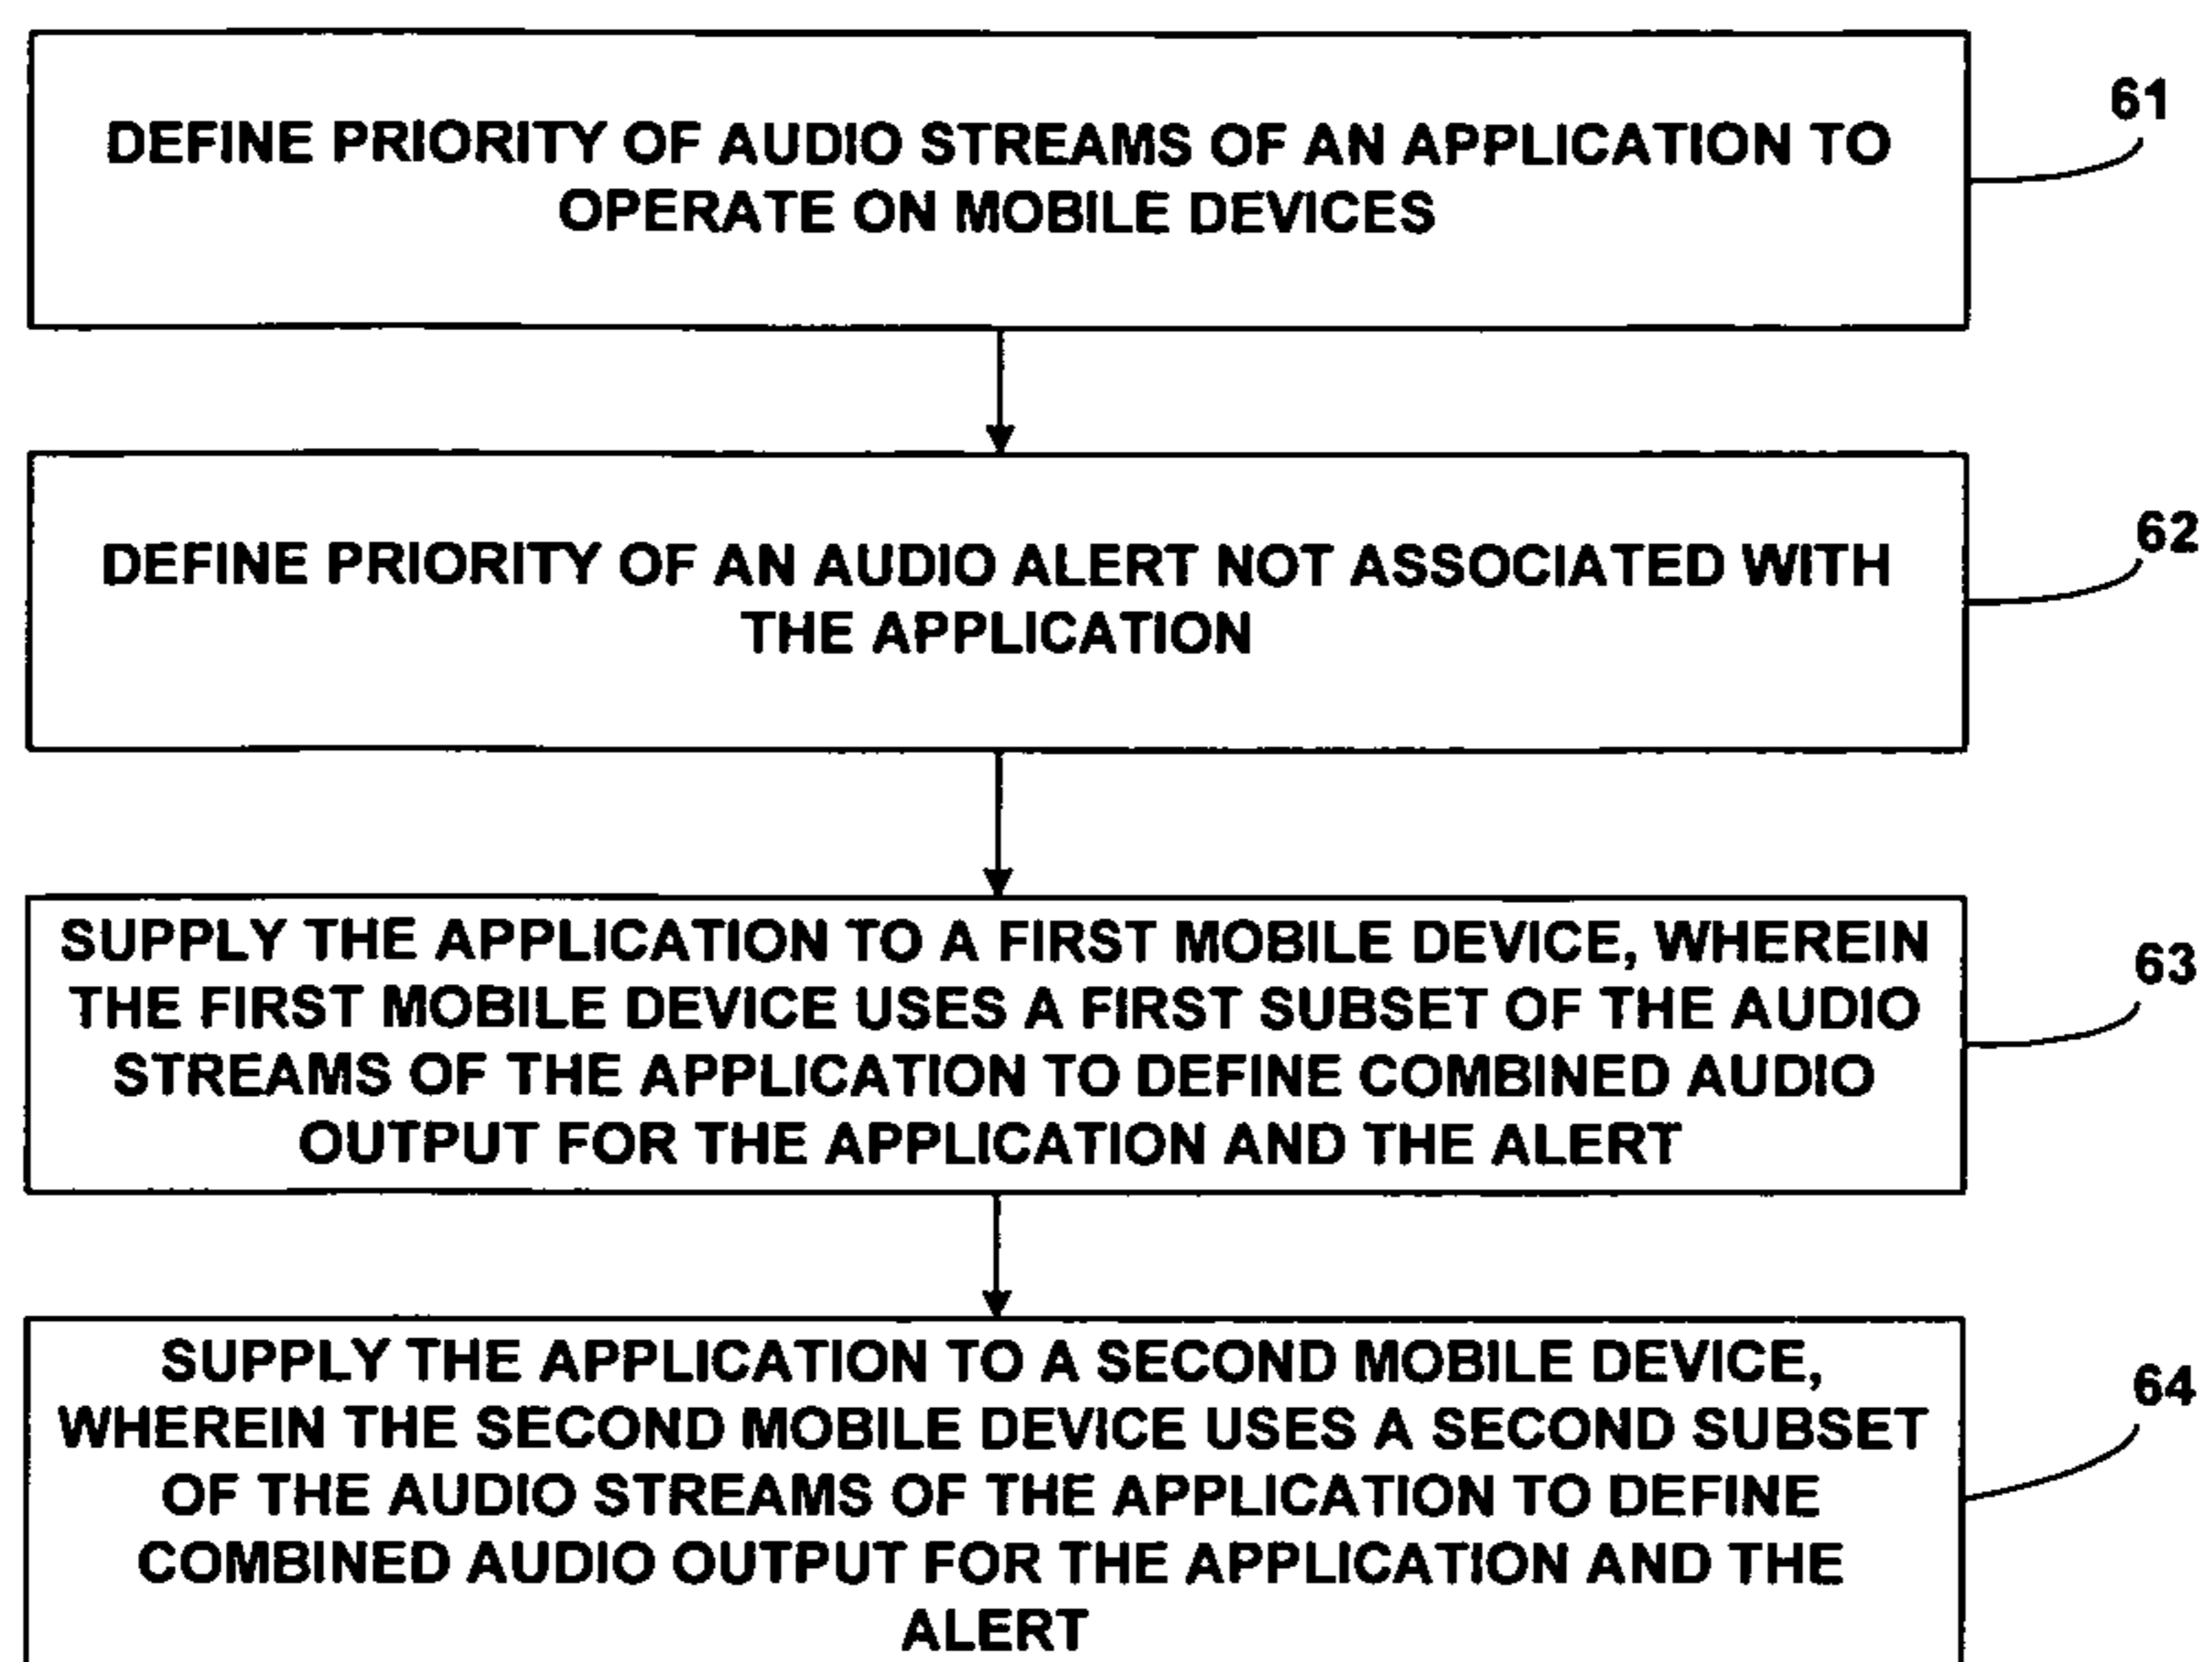 DEFINE PRIORITY OF AUDIO STREAMS OF AN APPLICATION TO
OPERATE ON MOBILE DEVICES
61
DEFINE PRIORITY OF AN AUDIO ALERT NOT ASSOCIATED WITH
THE APPLICATION
62
SUPPLY THE APPLICATION TO A FIRST MOBILE DEVICE, WHEREIN
THE FIRST MOBILE DEVICE USES A FIRST SUBSET OF THE AUDIO
STREAMS OF THE APPLICATION TO DEFINE COMBINED AUDIO
OUTPUT FOR THE APPLICATION AND THE ALERT
63
SUPPLY THE APPLICATION TO A SECOND MOBILE DEVICE,
WHEREIN THE SECOND MOBILE DEVICE USES A SECOND SUBSET
OF THE AUDIO STREAMS OF THE APPLICATION TO DEFINE
COMBINED AUDIO OUTPUT FOR THE APPLICATION AND THE
ALERT
64